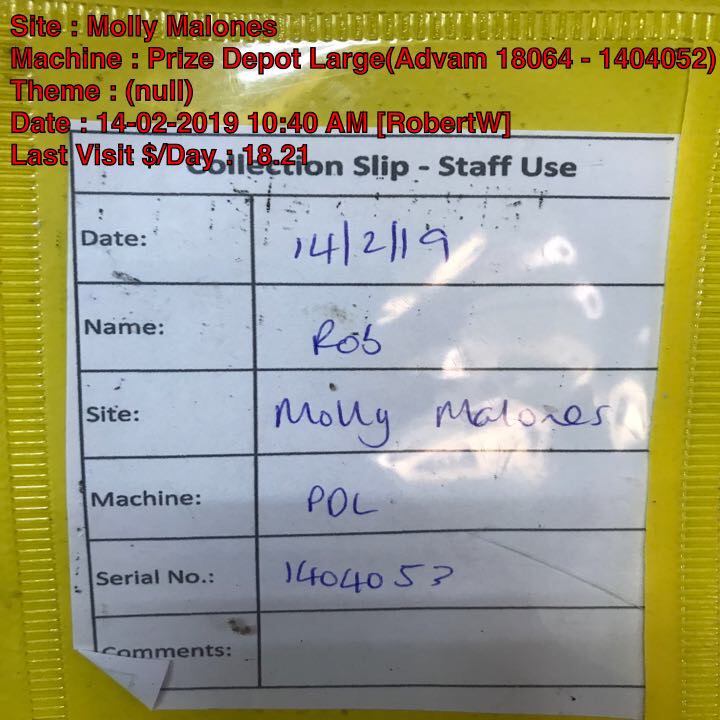 Site : Molly Malones
Machine : Prize Depot Large(Advam 18064 - 1404052)
Theme : (null)
Date : 14-02-2019 10:40 AM [RobertW]
Last Visit $/Day : 18.21
Collection Slip - Staff Use
Date: 14/2/19
Name: Rob
Site: Molly Malones
Machine: PDL
Serial No.: 1404053
Comments: